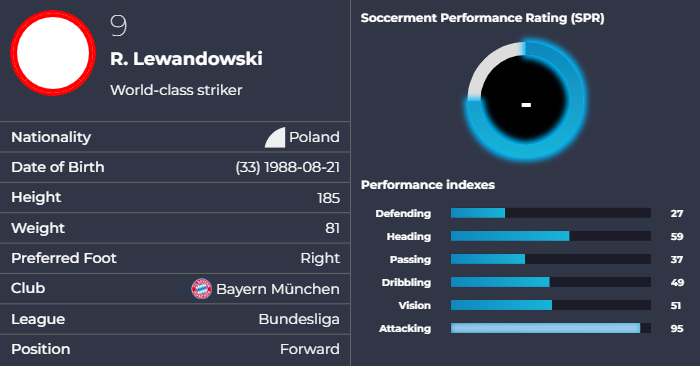 9
R. Lewandowski
World-class striker
Nationality Poland
Date of Birth (33) 1988-08-21
Height 185
Weight 81
Preferred Foot Right
Club Bayern München
League Bundesliga
Position Forward
Soccerment Performance Rating (SPR)
-
Performance indexes
Defending 27
Heading 59
Passing 37
Dribbling 49
Vision 51
Attacking 95